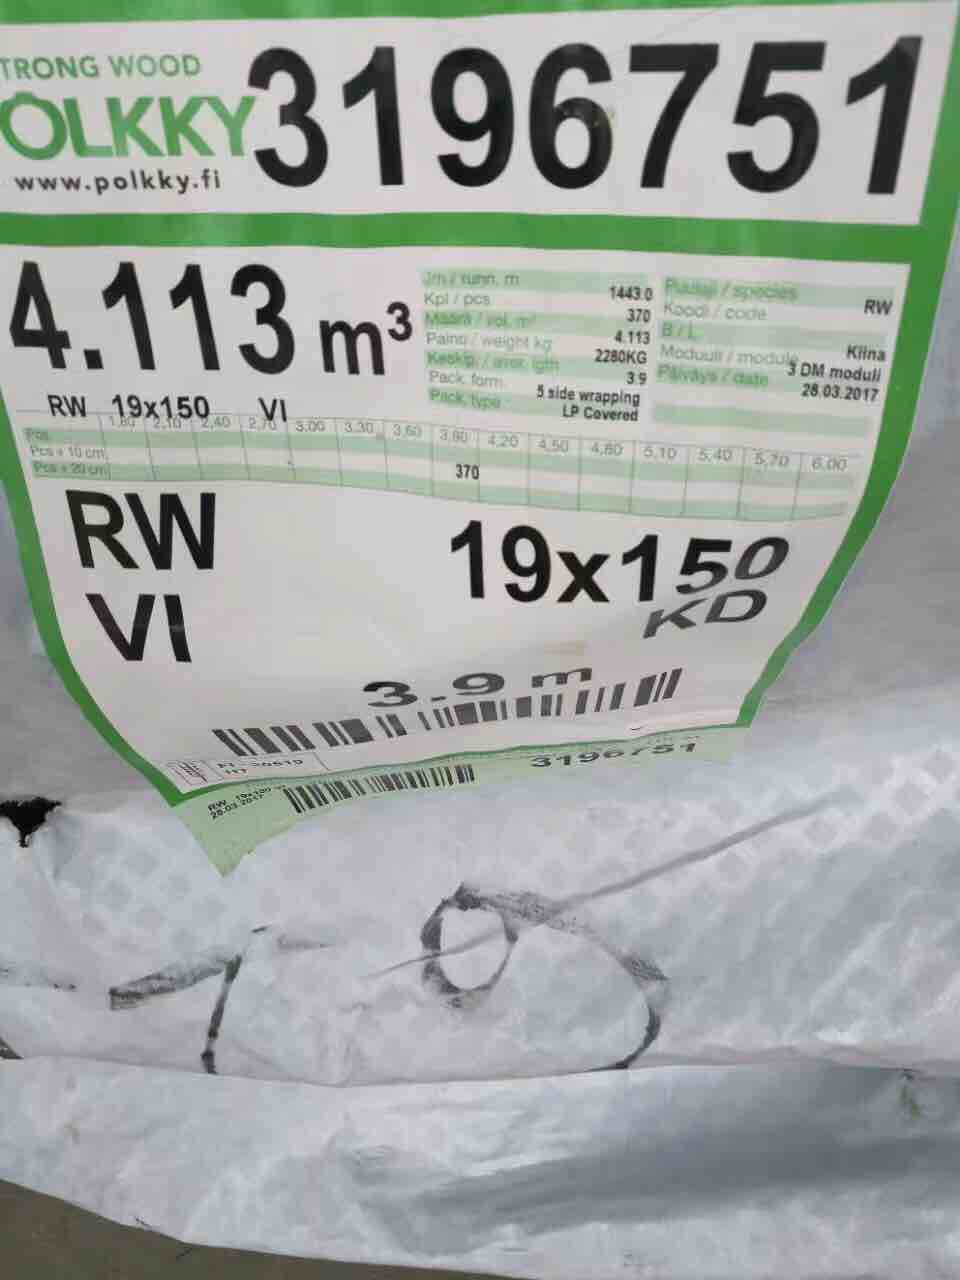 TRONG WOOD
PÖLKKY
www.polkky.fi
3196751
4.113 m³
RW 19x150 VI
Jm / runn. m 1443.0
Kpl / pcs 370
Määrä / vol. m³ 4.113
Paino / weight kg 2280KG
Keskip. / aver. lgth 3.9
Pack. form. 5 side wrapping
Pack. type LP Covered
Puulaji / species RW
Koodi / code
B / L Kiina
Moduuli / module 3 DM moduli
Päiväys / date 28.03.2017
1,80 2,10 2,40 2,70 3,00 3,30 3,60 3,90 4,20 4,50 4,80 5,10 5,40 5,70 6,00
Pcs
Pcs + 10 cm
Pcs + 20 cm 370
RW 19x150
VI KD
3.9 m
HT
3196751
RW 19x150 VI
28.03.2017